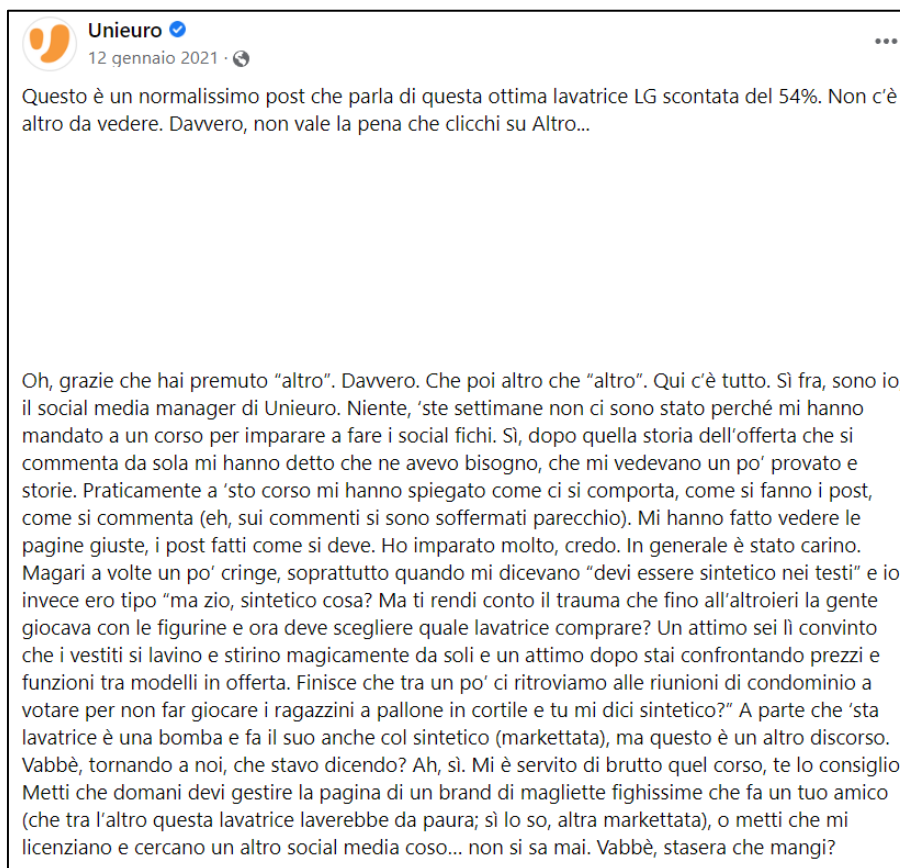 Unieuro
12 gennaio 2021 ·
Questo è un normalissimo post che parla di questa ottima lavatrice LG scontata del 54%. Non c'è
altro da vedere. Davvero, non vale la pena che clicchi su Altro...
Oh, grazie che hai premuto “altro”. Davvero. Che poi altro che “altro”. Qui c'è tutto. Sì fra, sono io
il social media manager di Unieuro. Niente, ‘ste settimane non ci sono stato perché mi hanno
mandato a un corso per imparare a fare i social fichi. Sì, dopo quella storia dell’offerta che si
commenta da sola mi hanno detto che ne avevo bisogno, che mi vedevano un po’ provato e
storie. Praticamente a ‘sto corso mi hanno spiegato come ci si comporta, come si fanno i post,
come si commenta (eh, sui commenti si sono soffermati parecchio). Mi hanno fatto vedere le
pagine giuste, i post fatti come si deve. Ho imparato molto, credo. In generale è stato carino.
Magari a volte un po’ cringe, soprattutto quando mi dicevano “devi essere sintetico nei testi” e io
invece ero tipo “ma zio, sintetico cosa? Ma ti rendi conto il trauma che fino all’altroieri la gente
giocava con le figurine e ora deve scegliere quale lavatrice comprare? Un attimo sei lì convinto
che i vestiti si lavino e stirino magicamente da soli e un attimo dopo stai confrontando prezzi e
funzioni tra modelli in offerta. Finisce che tra un po’ ci ritroviamo alle riunioni di condominio a
votare per non far giocare i ragazzini a pallone in cortile e tu mi dici sintetico?” A parte che ‘sta
lavatrice è una bomba e fa il suo anche col sintetico (markettata), ma questo è un altro discorso.
Vabbè, tornando a noi, che stavo dicendo? Ah, sì. Mi è servito di brutto quel corso, te lo consiglio.
Metti che domani devi gestire la pagina di un brand di magliette fighissime che fa un tuo amico
(che tra l’altro questa lavatrice laverebbe da paura; sì lo so, altra markettata), o metti che mi
licenziano e cercano un altro social media coso... non si sa mai. Vabbè, stasera che mangi?